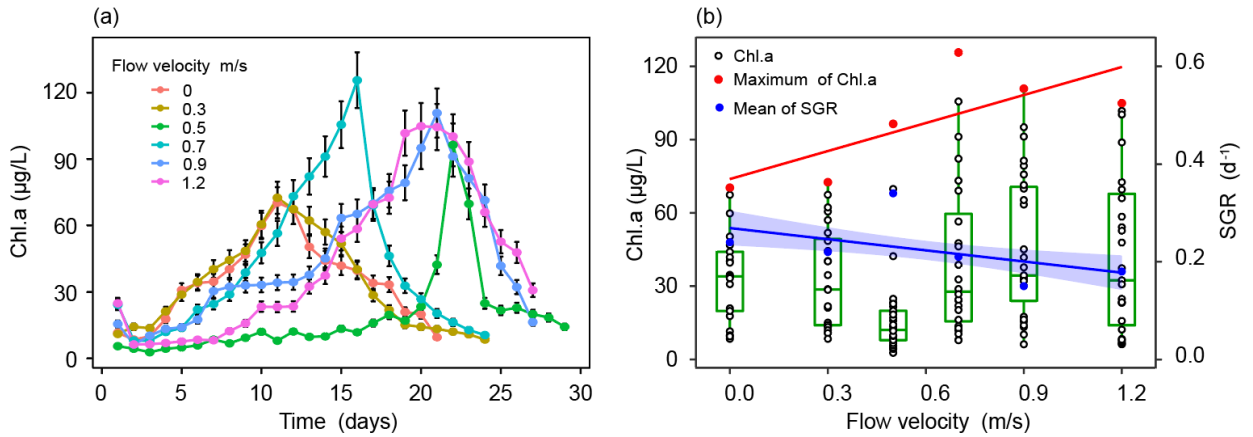 (a)
Flow velocity m/s
0
0.3
0.5
0.7
0.9
1.2
Chl.a (µg/L)
120
90
60
30
0
0 5 10 15 20 25 30
Time (days)
(b)
Chl.a
Maximum of Chl.a
Mean of SGR
Chl.a (µg/L)
120
90
60
30
0
0.0 0.3 0.6 0.9 1.2
Flow velocity (m/s)
0.6
0.4
0.2
0.0
SGR (d⁻¹)